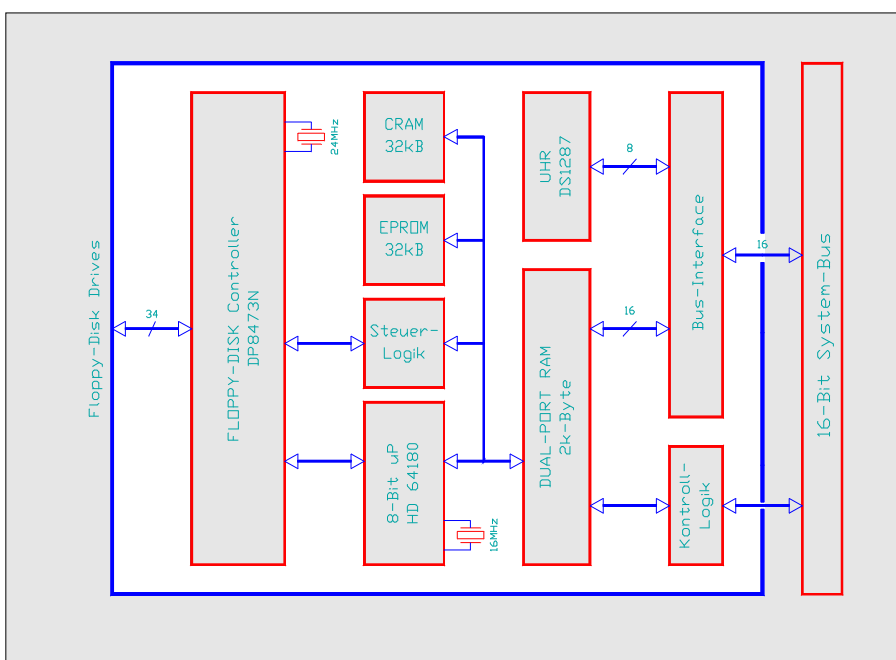 Floppy-Disk Drives
34
FLOPPY-DISK Controller
DP8473N
24MHz
CRAM
32kB
EPROM
32kB
Steuer-
Logik
8-Bit uP
HD 64180
16MHz
UHR
DS1287
8
DUAL-PORT RAM
2k-Byte
16
Bus-Interface
16
Kontroll-
Logik
16-Bit System-Bus